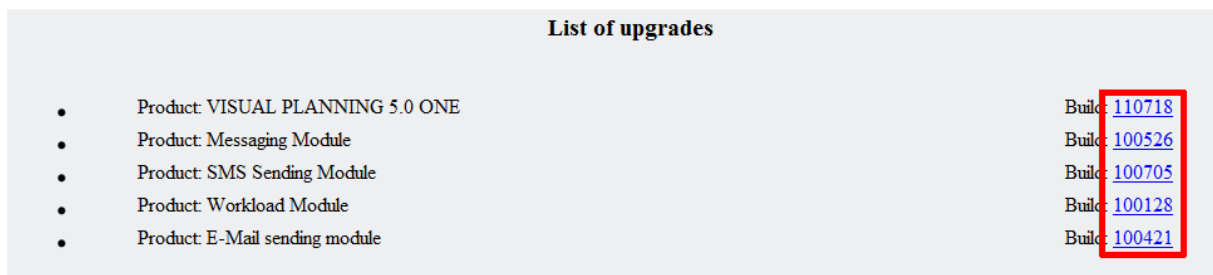 List of upgrades
Product: VISUAL PLANNING 5.0 ONE Build: 110718
Product: Messaging Module Build: 100526
Product: SMS Sending Module Build: 100705
Product: Workload Module Build: 100128
Product: E-Mail sending module Build: 100421